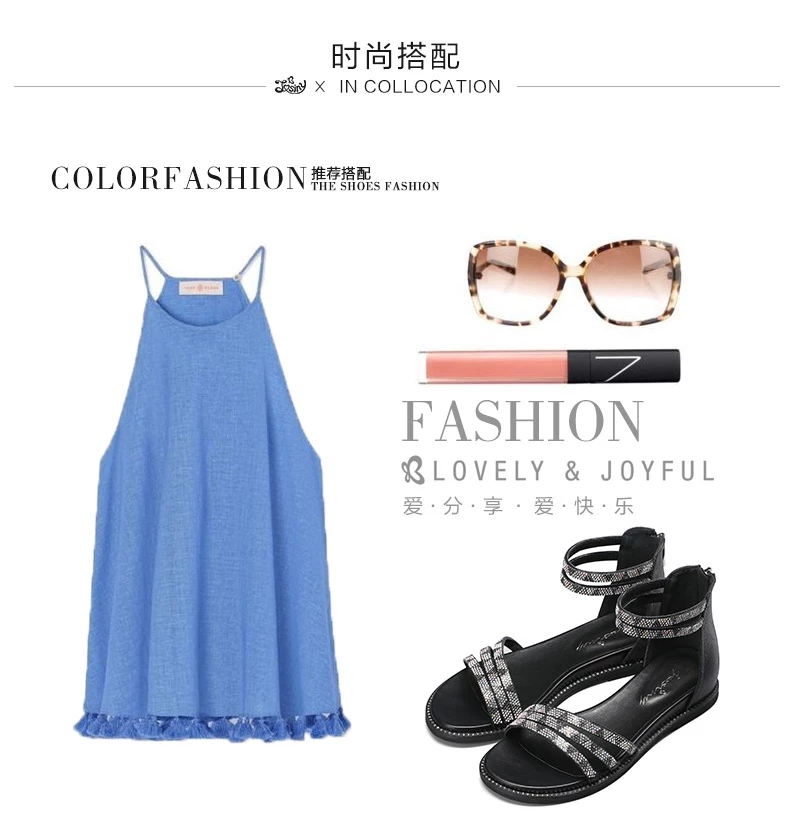 时尚搭配
× IN COLLOCATION
COLORFASHION 推荐搭配
THE SHOES FASHION
FASHION
LOVELY & JOYFUL
爱·分·享·爱·快·乐